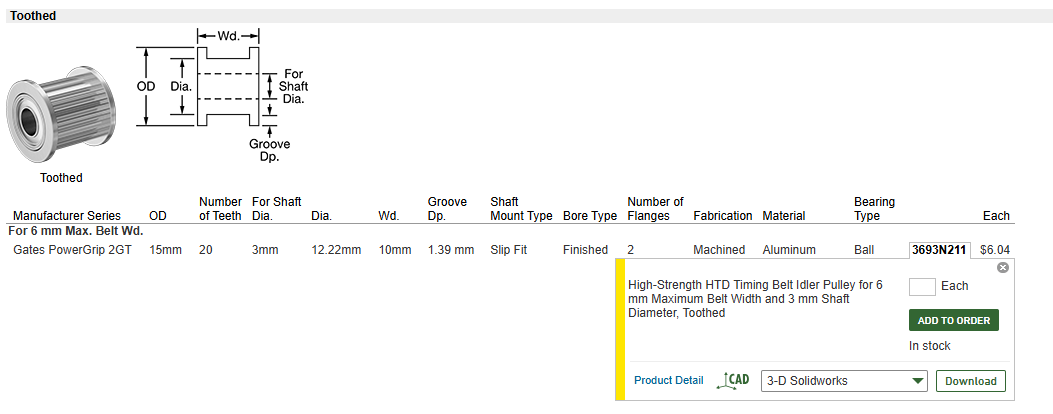 Toothed
Wd.
OD
Dia.
For
Shaft
Dia.
Groove
Dp.
Toothed
Number Groove Shaft Number of Bearing
Manufacturer Series OD of Teeth For Shaft Dia. Dia. Wd. Dp. Mount Type Bore Type Flanges Fabrication Material Type Each
For 6 mm Max. Belt Wd.
Gates PowerGrip 2GT 15mm 20 3mm 12.22mm 10mm 1.39 mm Slip Fit Finished 2 Machined Aluminum Ball 3693N211 $6.04
High-Strength HTD Timing Belt Idler Pulley for 6
mm Maximum Belt Width and 3 mm Shaft
Diameter, Toothed
Each
ADD TO ORDER
In stock
Product Detail CAD 3-D Solidworks Download